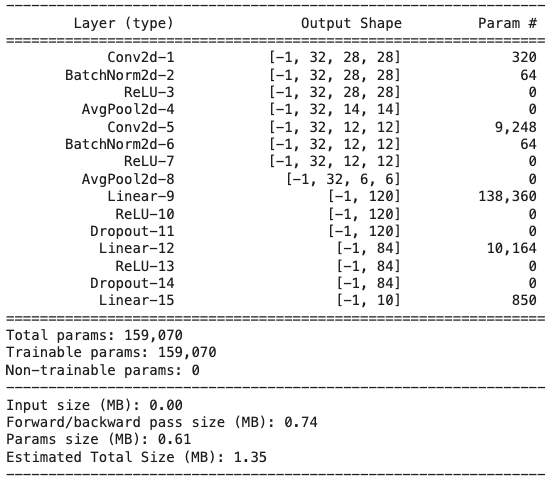 ----------------------------------------------------------------
Layer (type) Output Shape Param #
================================================================
Conv2d-1 [-1, 32, 28, 28] 320
BatchNorm2d-2 [-1, 32, 28, 28] 64
ReLU-3 [-1, 32, 28, 28] 0
AvgPool2d-4 [-1, 32, 14, 14] 0
Conv2d-5 [-1, 32, 12, 12] 9,248
BatchNorm2d-6 [-1, 32, 12, 12] 64
ReLU-7 [-1, 32, 12, 12] 0
AvgPool2d-8 [-1, 32, 6, 6] 0
Linear-9 [-1, 120] 138,360
ReLU-10 [-1, 120] 0
Dropout-11 [-1, 120] 0
Linear-12 [-1, 84] 10,164
ReLU-13 [-1, 84] 0
Dropout-14 [-1, 84] 0
Linear-15 [-1, 10] 850
================================================================
Total params: 159,070
Trainable params: 159,070
Non-trainable params: 0
----------------------------------------------------------------
Input size (MB): 0.00
Forward/backward pass size (MB): 0.74
Params size (MB): 0.61
Estimated Total Size (MB): 1.35
----------------------------------------------------------------